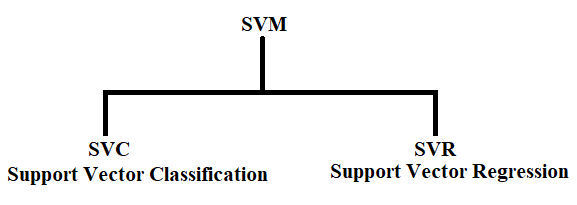 SVM
SVC
Support Vector Classification
SVR
Support Vector Regression